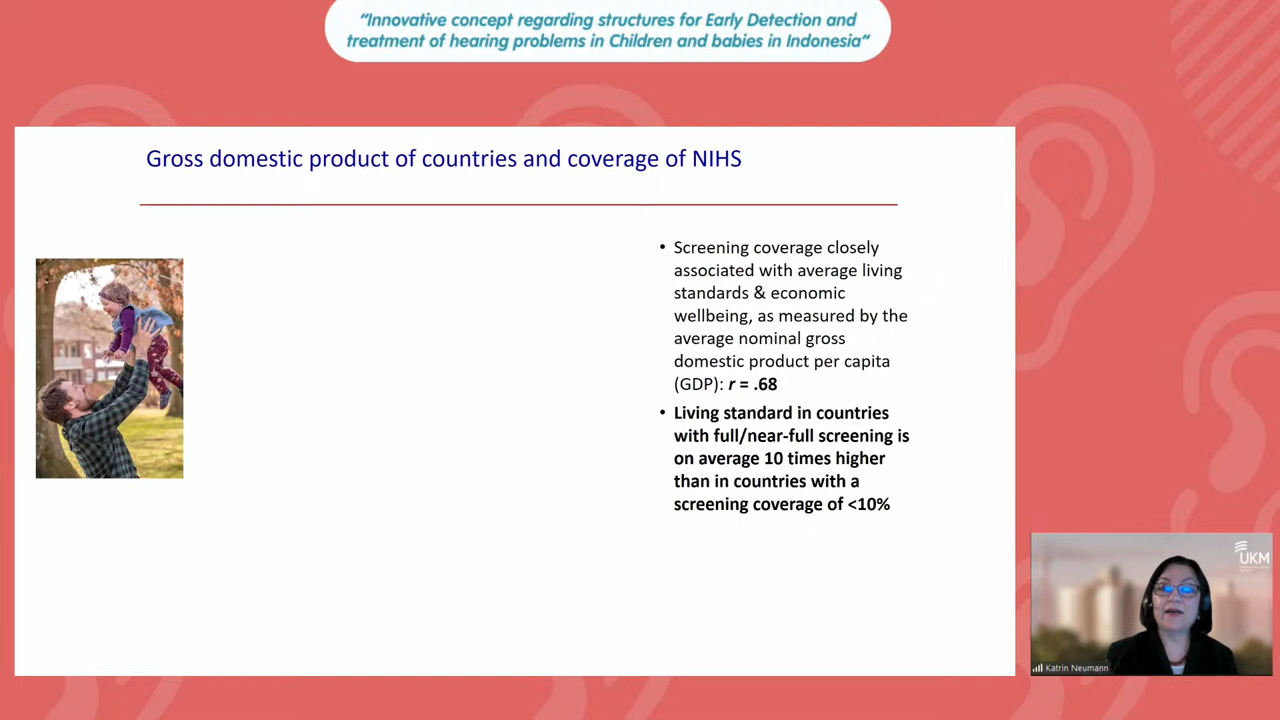 “Innovative concept regarding structures for Early Detection and
treatment of hearing problems in Children and babies in Indonesia“
Gross domestic product of countries and coverage of NIHS
• Screening coverage closely
associated with average living
standards & economic
wellbeing, as measured by the
average nominal gross
domestic product per capita
(GDP): r = .68
• Living standard in countries
with full/near-full screening is
on average 10 times higher
than in countries with a
screening coverage of <10%
UKM
Katrin Neumann